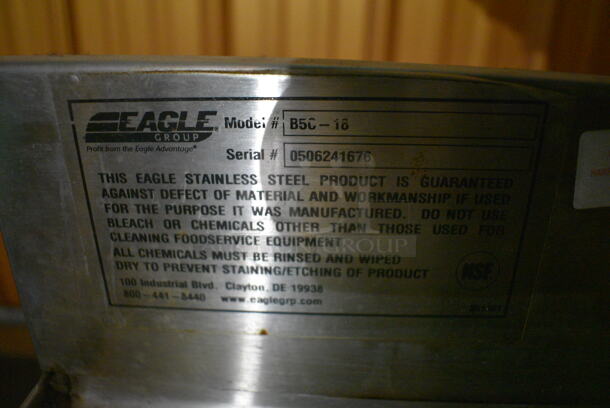 EAGLE
GROUP
Profit from the Eagle Advantage®
Model # B5C-18
Serial # 0506241676
THIS EAGLE STAINLESS STEEL PRODUCT IS GUARANTEED
AGAINST DEFECT OF MATERIAL AND WORKMANSHIP IF USED
FOR THE PURPOSE IT WAS MANUFACTURED. DO NOT USE
BLEACH OR CHEMICALS OTHER THAN THOSE USED FOR
CLEANING FOODSERVICE EQUIPMENT
GROUP
ALL CHEMICALS MUST BE RINSED AND WIPED
DRY TO PREVENT STAINING/ETCHING OF PRODUCT
NSF
100 Industrial Blvd. Clayton, DE 19938
800-441-8440 www.eaglegrp.com